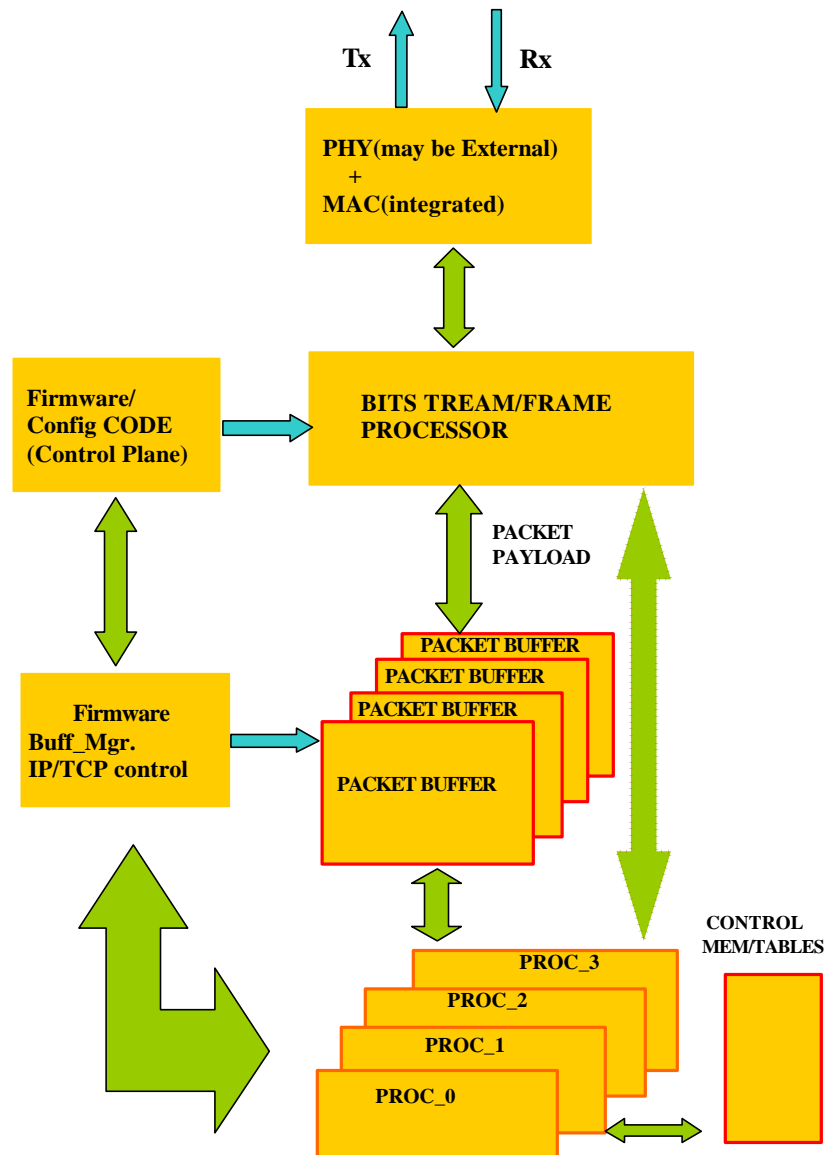 Tx
Rx
PHY(may be External)
+
MAC(integrated)
Firmware/
Config CODE
(Control Plane)
BITS TREAM/FRAME
PROCESSOR
PACKET
PAYLOAD
PACKET BUFFER
PACKET BUFFER
PACKET BUFFER
PACKET BUFFER
Firmware
Buff_Mgr.
IP/TCP control
CONTROL
MEM/TABLES
PROC_3
PROC_2
PROC_1
PROC_0